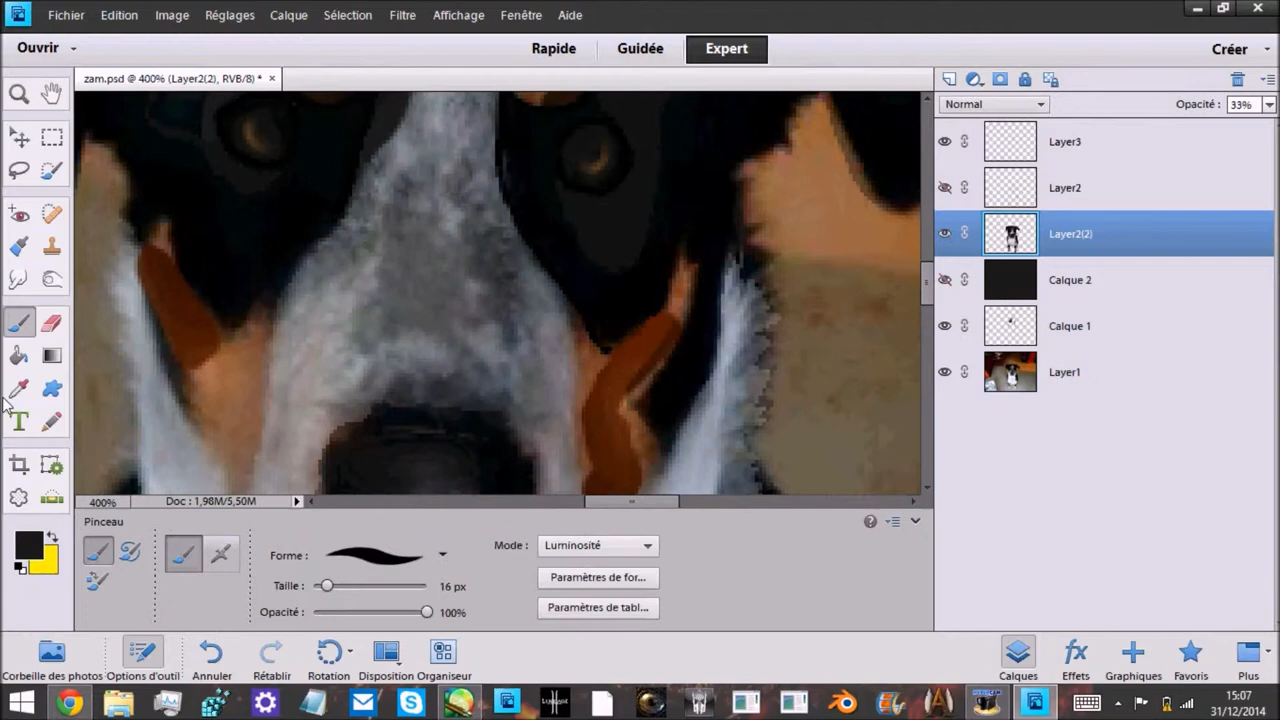 Fichier Edition Image Réglages Calque Sélection Filtre Affichage Fenêtre Aide
Ouvrir Rapide Guidée Expert Créer
zam.psd @ 400% (Layer2(2), RVB/8) * ×
Normal Opacité : 33%
Layer3
Layer2
Layer2(2)
Calque 2
Calque 1
Layer1
400% Doc : 1,98M/5,50M
Pinceau
Forme : Mode : Luminosité
Paramètres de for...
Taille : 16 px
Opacité : 100% Paramètres de tabl...
Corbeille des photos Options d'outil Annuler Rétablir Rotation Disposition Organiseur Calques Effets Graphiques Favoris Plus
15:07
31/12/2014